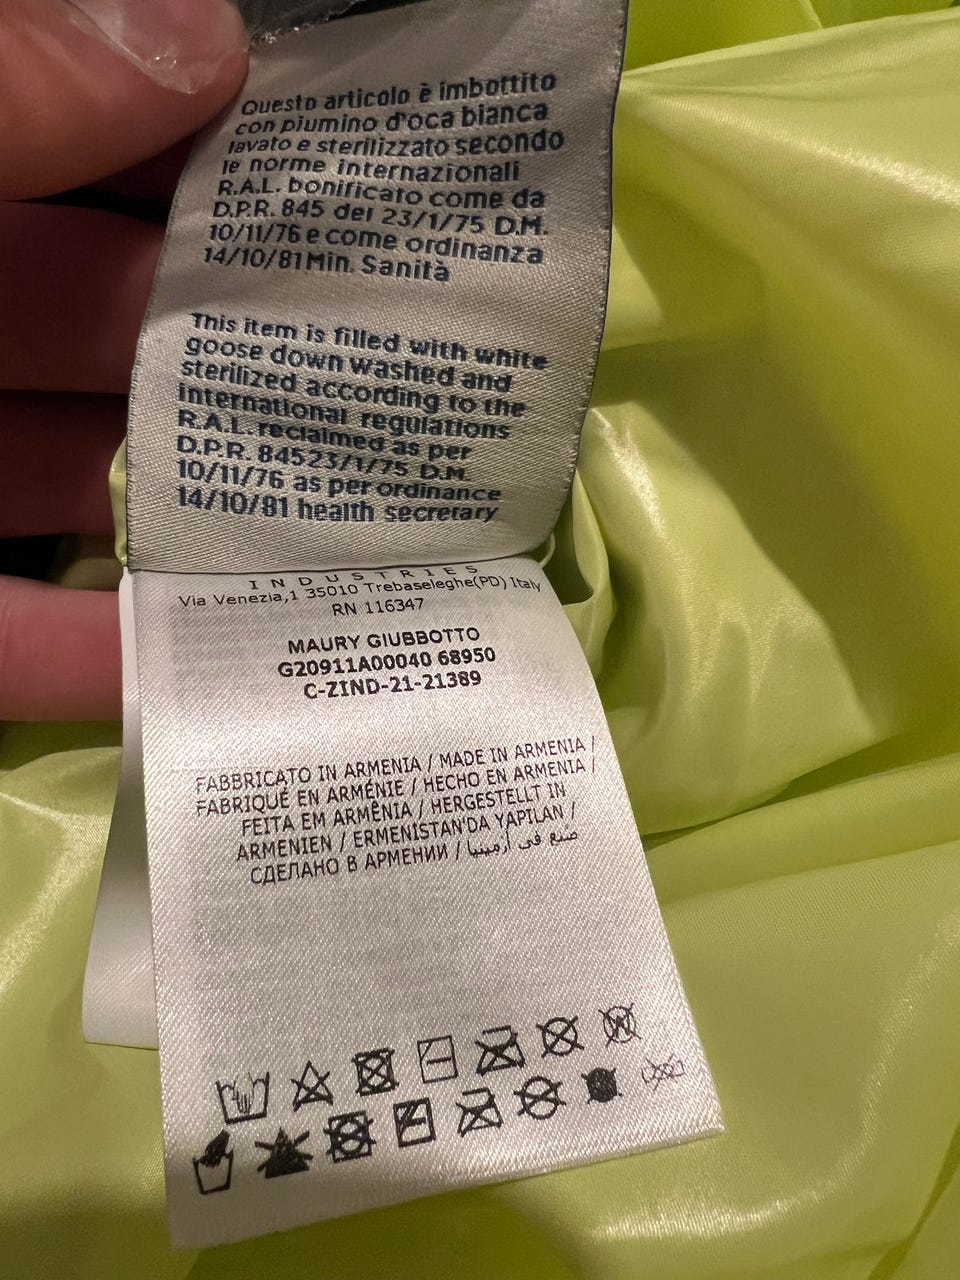 Questo articolo è imbottito
con piumino d'oca bianca
lavato e sterilizzato secondo
le norme internazionali
R.A.L. bonificato come da
D.P.R. 845 del 23/1/75 D.M.
10/11/76 e come ordinanza
14/10/81Min. Sanità
This item is filled with white
goose down washed and
sterilized according to the
international regulations
R.A.L. reclaimed as per
D.P.R. 84523/1/75 D.M.
10/11/76 as per ordinance
14/10/81 health secretary
INDUSTRIES
Via Venezia,1 35010 Trebaseleghe(PD) Italy
RN 116347
MAURY GIUBBOTTO
G20911A00040 68950
C-ZIND-21-21389
FABBRICATO IN ARMENIA / MADE IN ARMENIA /
FABRIQUÉ EN ARMÉNIE / HECHO EN ARMENIA /
FEITA EM ARMÊNIA / HERGESTELLT IN
ARMENIEN / ERMENİSTAN'DA YAPILAN /
СДЕЛАНО В АРМЕНИИ / صنع في أرمينيا
W